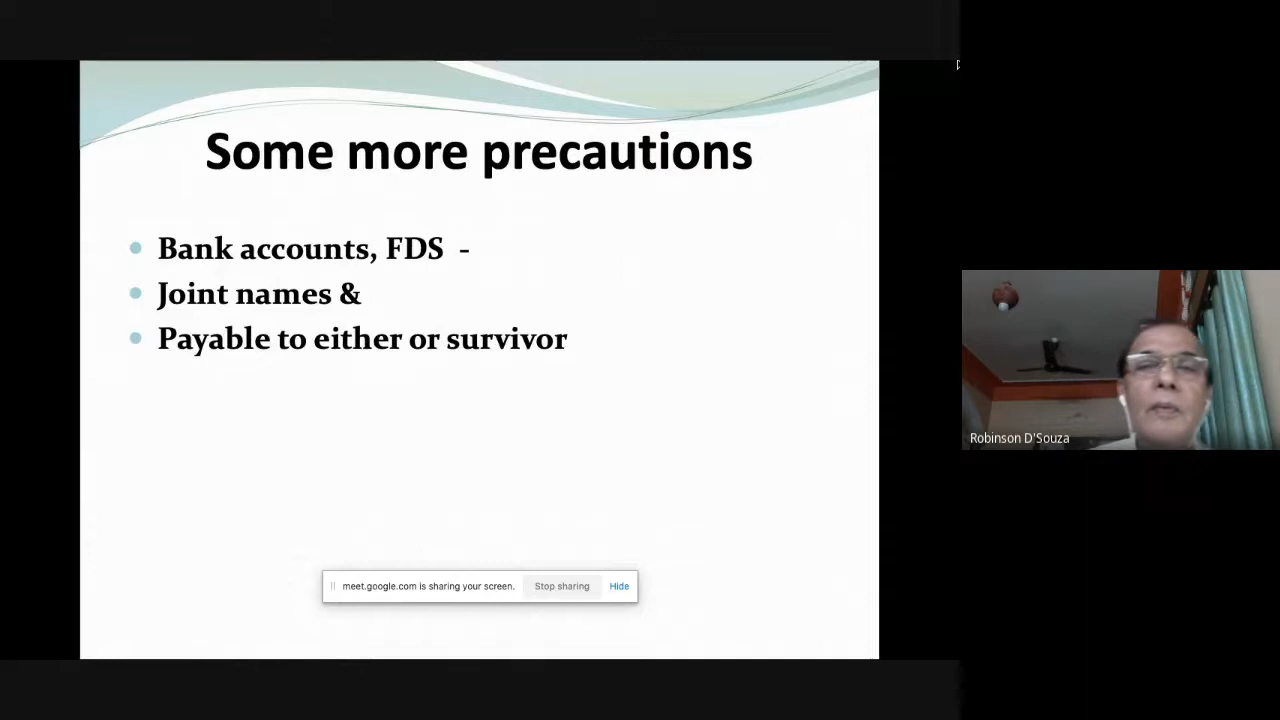 Some more precautions
Bank accounts, FDS -
Joint names &
Payable to either or survivor
Robinson D'Souza
meet.google.com is sharing your screen. Stop sharing Hide